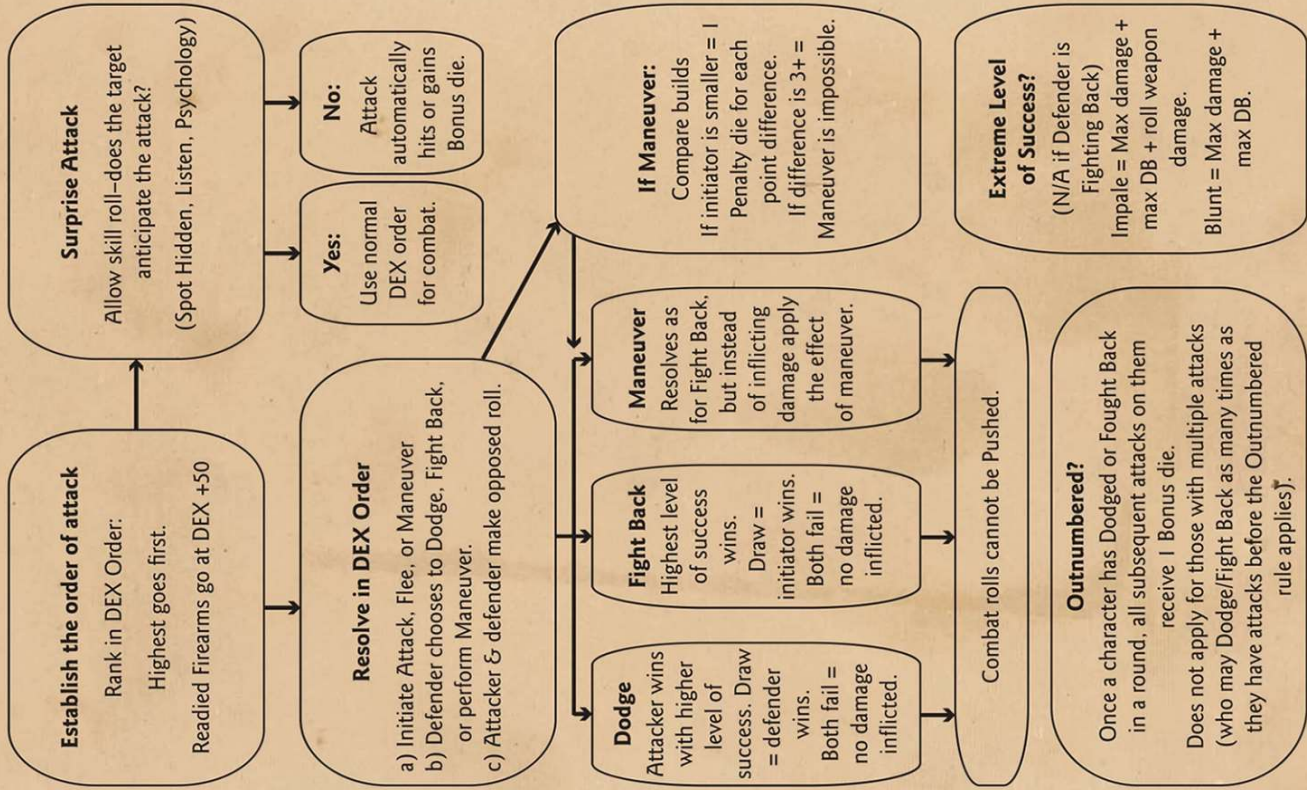 Establish the order of attack
Rank in DEX Order:
Highest goes first.
Readied Firearms go at DEX +50
Surprise Attack
Allow skill roll–does the target
anticipate the attack?
(Spot Hidden, Listen, Psychology)
Yes:
Use normal
DEX order
for combat.
No:
Attack
automatically
hits or gains
Bonus die.
Resolve in DEX Order
a) Initiate Attack, Flee, or Maneuver
b) Defender chooses to Dodge, Fight Back,
or perform Maneuver.
c) Attacker & defender make opposed roll.
If Maneuver:
Compare builds
If initiator is smaller = 1
Penalty die for each
point difference.
If difference is 3+ =
Maneuver is impossible.
Dodge
Attacker wins
with higher
level of
success. Draw
= defender
wins.
Both fail =
no damage
inflicted.
Fight Back
Highest level
of success
wins.
Draw =
initiator wins.
Both fail =
no damage
inflicted.
Maneuver
Resolves as
for Fight Back,
but instead
of inflicting
damage apply
the effect
of maneuver.
Combat rolls cannot be Pushed.
Outnumbered?
Once a character has Dodged or Fought Back
in a round, all subsequent attacks on them
receive 1 Bonus die.
Does not apply for those with multiple attacks
(who may Dodge/Fight Back as many times as
they have attacks before the Outnumbered
rule applies).
Extreme Level
of Success?
(N/A if Defender is
Fighting Back)
Impale = Max damage +
max DB + roll weapon
damage.
Blunt = Max damage +
max DB.